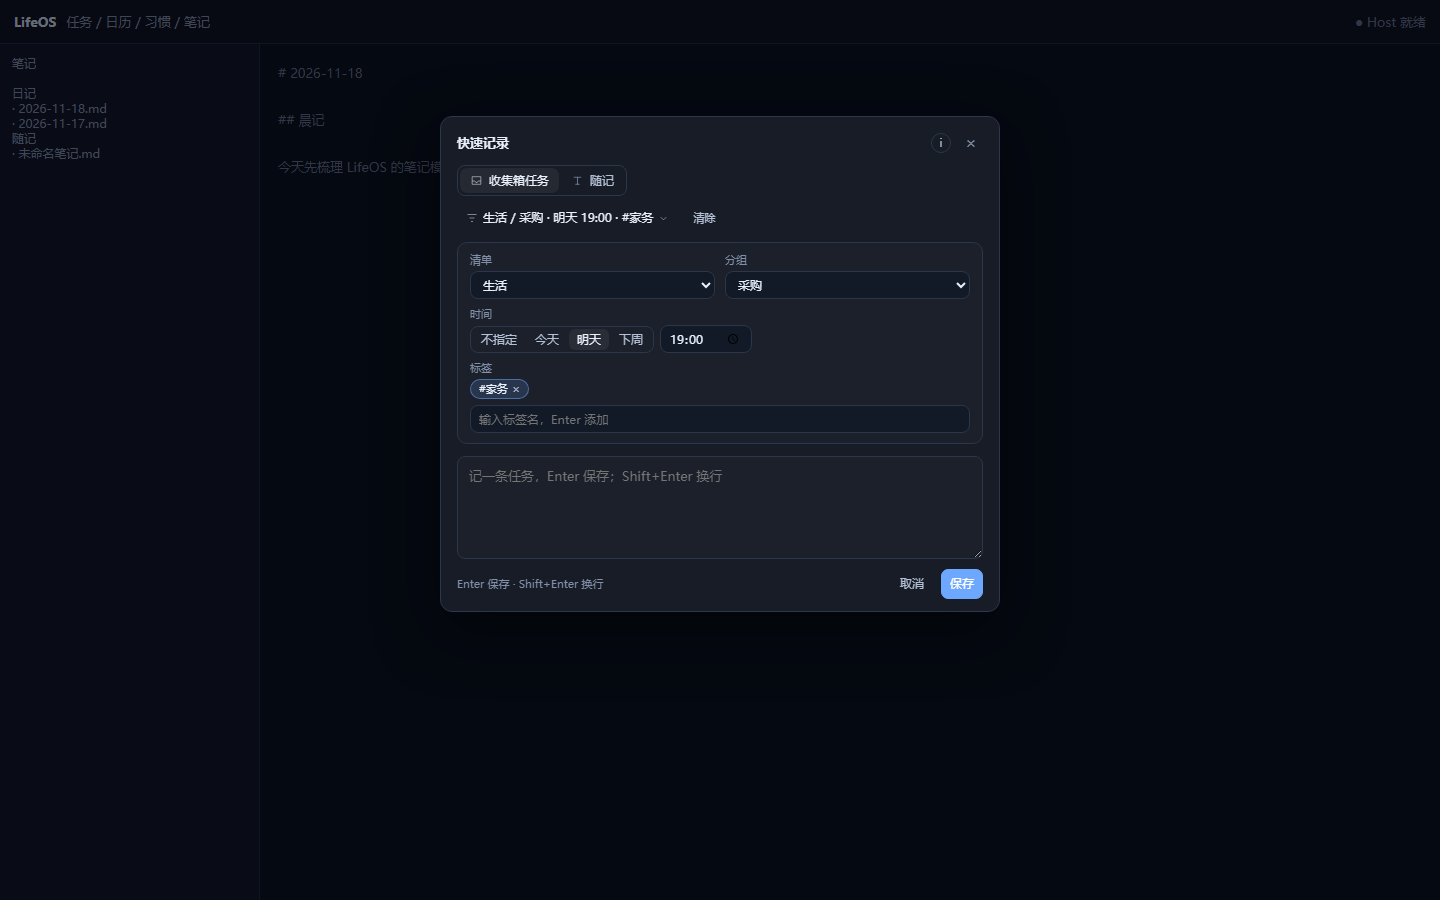 LifeOS 任务 / 日历 / 习惯 / 笔记
● Host 就绪
笔记
日记
· 2026-11-18.md
· 2026-11-17.md
随记
· 未命名笔记.md
# 2026-11-18
## 晨记
今天先梳理 LifeOS 的笔记模
快速记录
i ×
收集箱任务 随记
生活 / 采购 · 明天 19:00 · #家务 清除
清单 分组
生活 采购
时间
不指定 今天 明天 下周 19:00
标签
#家务 ×
输入标签名，Enter 添加
记一条任务，Enter 保存；Shift+Enter 换行
Enter 保存 · Shift+Enter 换行 取消 保存